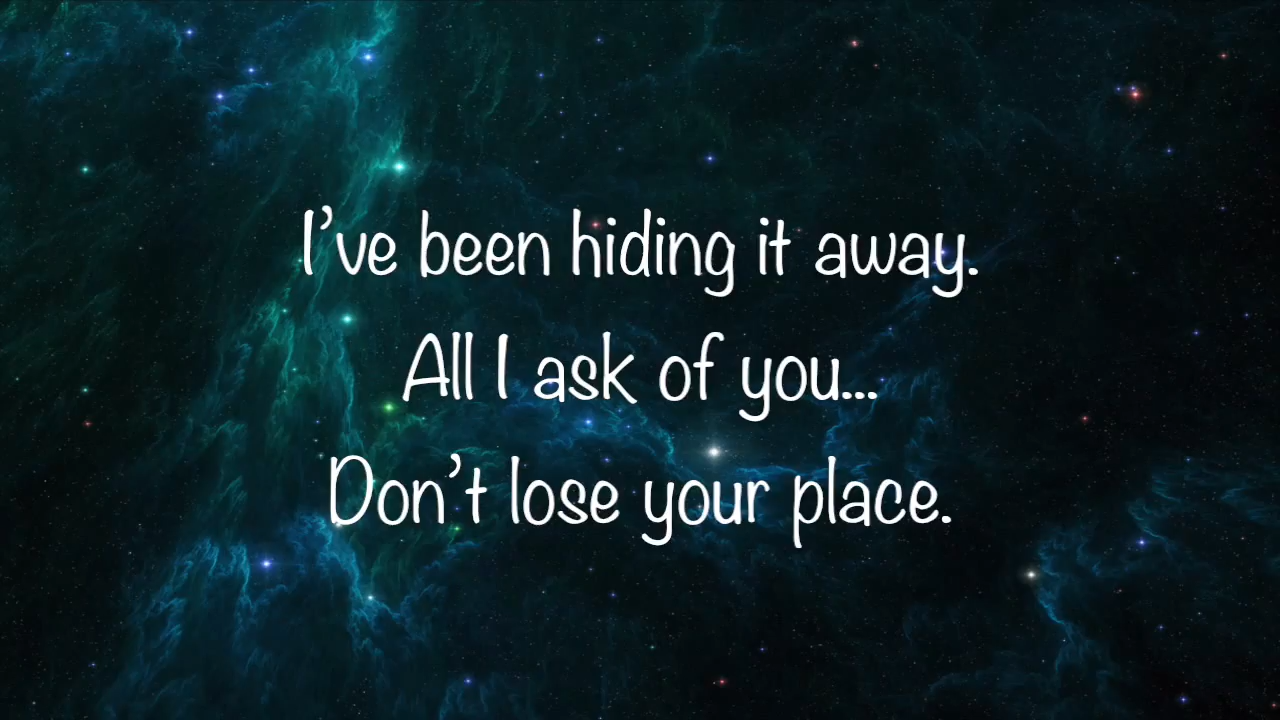 I've been hiding it away.
All I ask of you...
Don't lose your place.